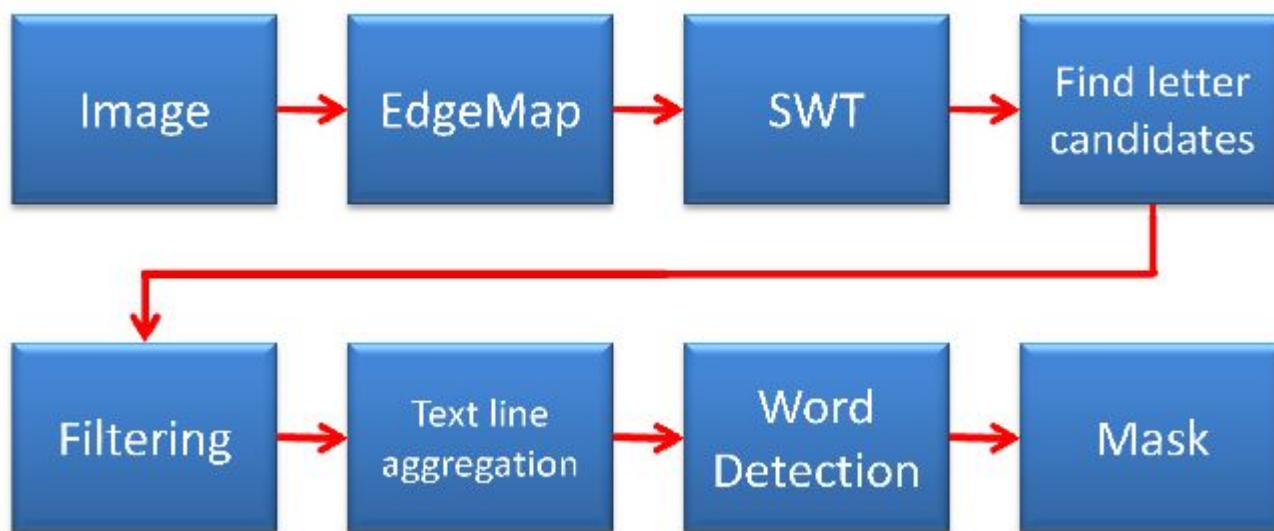 Image
EdgeMap
SWT
Find letter
candidates
Filtering
Text line
aggregation
Word
Detection
Mask